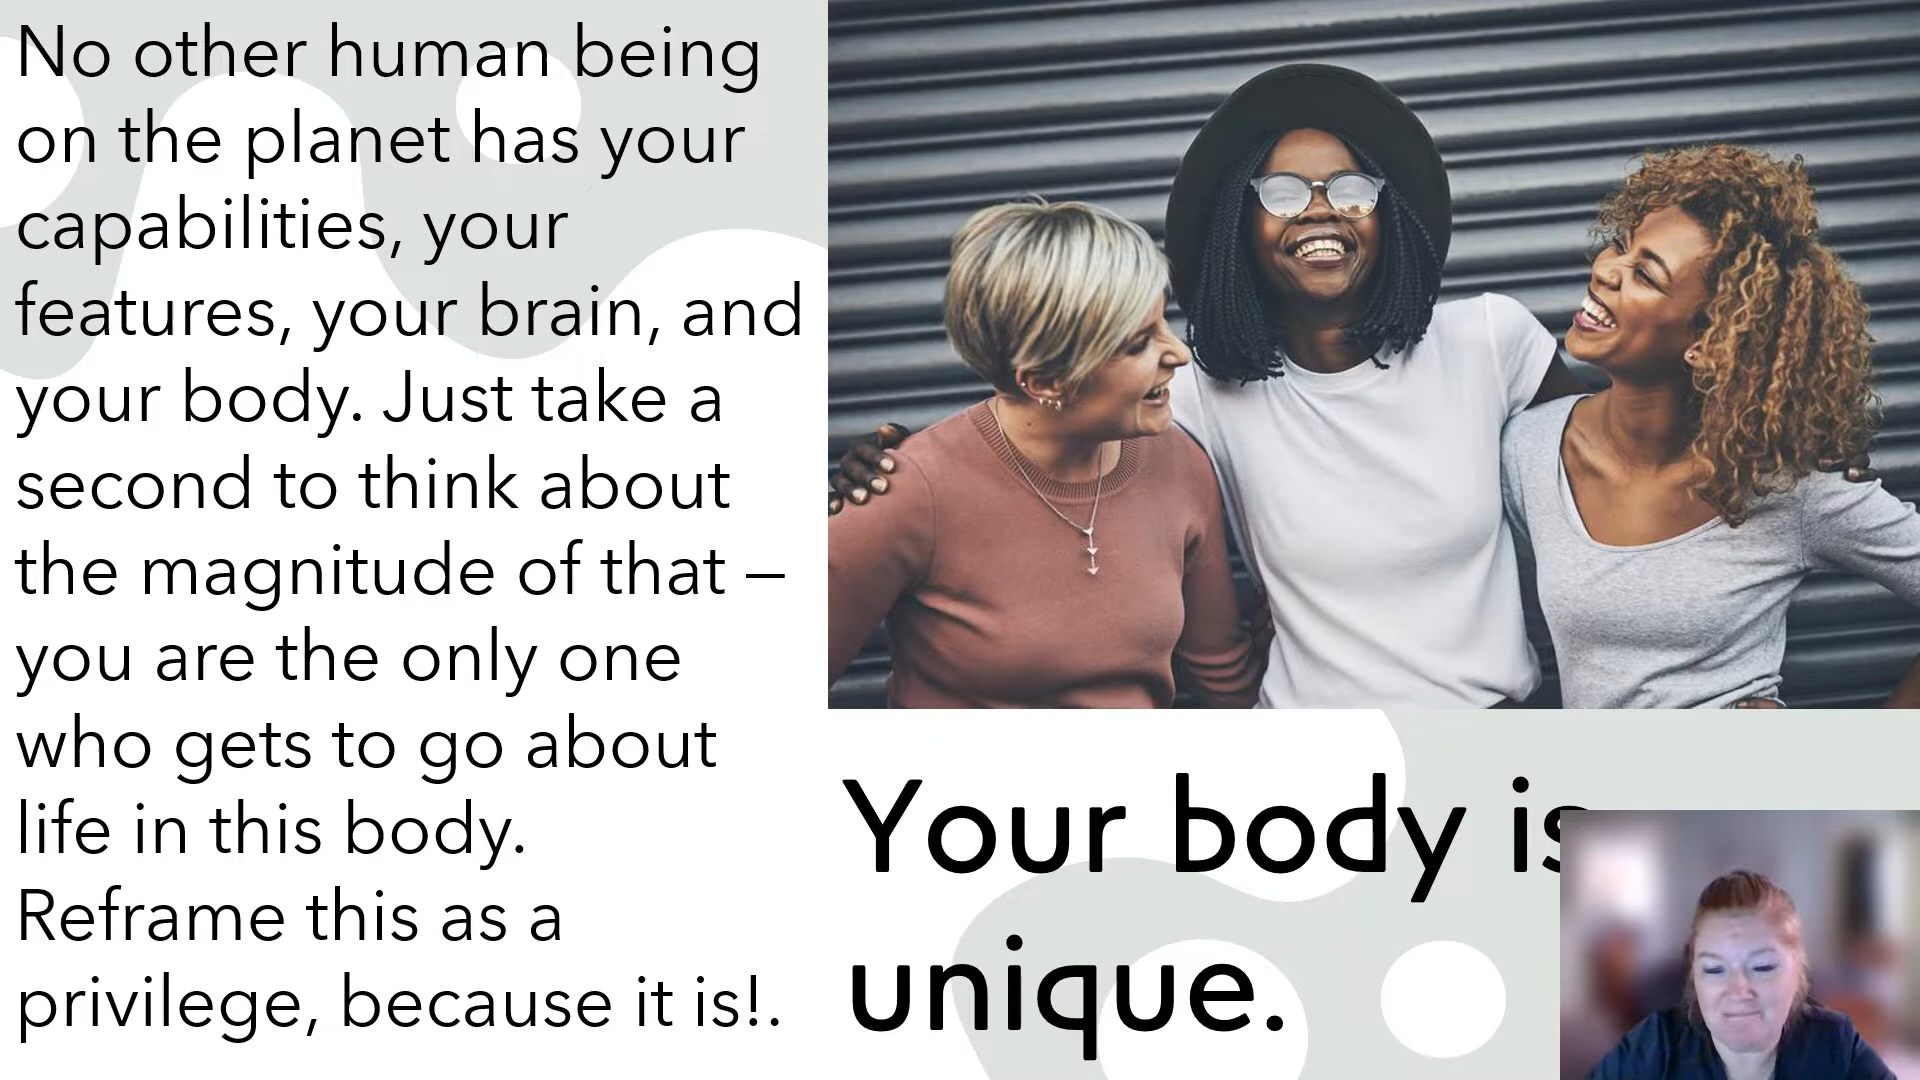 No other human being
on the planet has your
capabilities, your
features, your brain, and
your body. Just take a
second to think about
the magnitude of that –
you are the only one
who gets to go about
life in this body.
Reframe this as a
privilege, because it is!.
Your body is
unique.